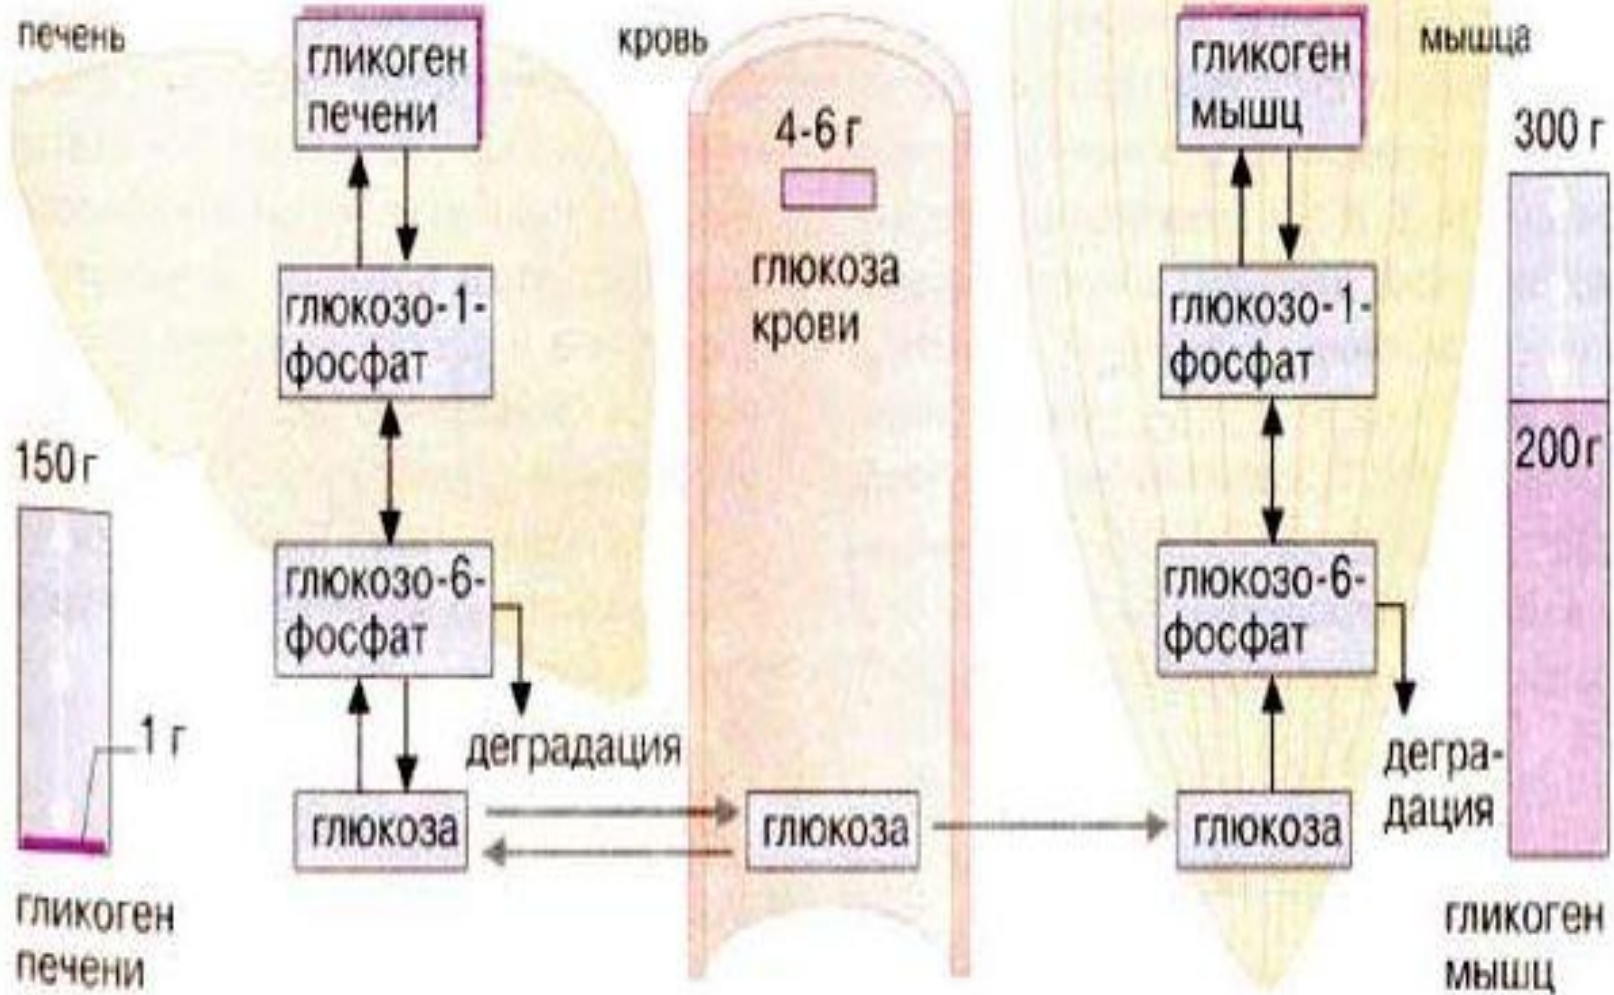 печень
гликоген
печени
глюкозо-1-
фосфат
150 г
глюкозо-6-
фосфат
1 г
деградация
глюкоза
гликоген
печени
кровь
4-6 г
глюкоза
крови
глюкоза
мышца
гликоген
мышц
300 г
глюкозо-1-
фосфат
200 г
глюкозо-6-
фосфат
дегра-
дация
глюкоза
гликоген
мышц